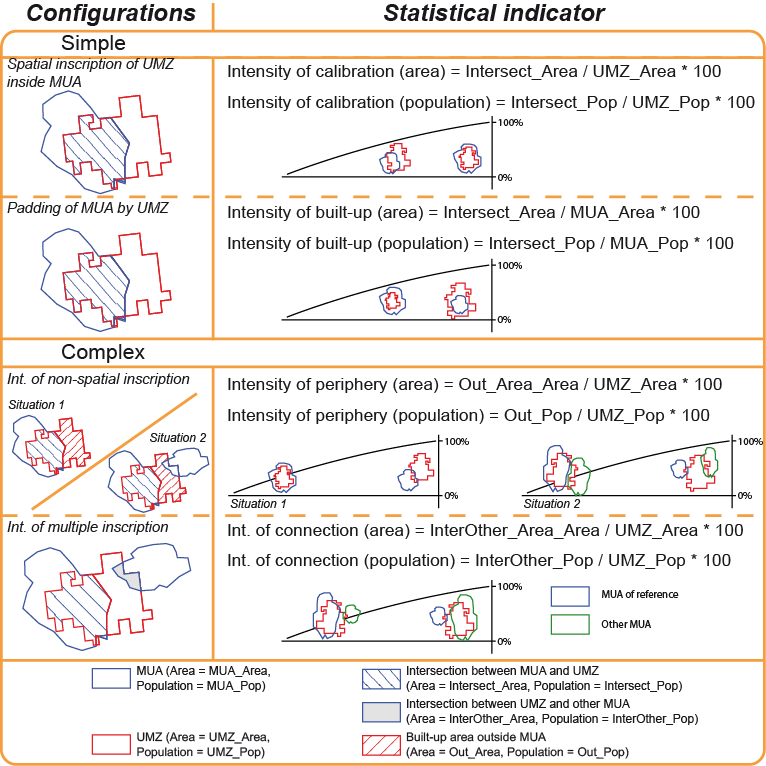 Configurations
Statistical indicator
Simple
Spatial inscription of UMZ
inside MUA
Intensity of calibration (area) = Intersect_Area / UMZ_Area * 100
Intensity of calibration (population) = Intersect_Pop / UMZ_Pop * 100
100%
0%
Padding of MUA by UMZ
Intensity of built-up (area) = Intersect_Area / MUA_Area * 100
Intensity of built-up (population) = Intersect_Pop / MUA_Pop * 100
100%
0%
Complex
Int. of non-spatial inscription
Situation 1
Situation 2
Intensity of periphery (area) = Out_Area_Area / UMZ_Area * 100
Intensity of periphery (population) = Out_Pop / UMZ_Pop * 100
100%
0%
Situation 1
100%
0%
Situation 2
Int. of multiple inscription
Int. of connection (area) = InterOther_Area_Area / UMZ_Area * 100
Int. of connection (population) = InterOther_Pop / UMZ_Pop * 100
100%
0%
MUA of reference
Other MUA
MUA (Area = MUA_Area,
Population = MUA_Pop)
UMZ (Area = UMZ_Area,
Population = UMZ_Pop)
Intersection between MUA and UMZ
(Area = Intersect_Area, Population = Intersect_Pop)
Intersection between UMZ and other MUA
(Area = InterOther_Area, Population = InterOther_Pop)
Built-up area outside MUA
(Area = Out_Area, Population = Out_Pop)